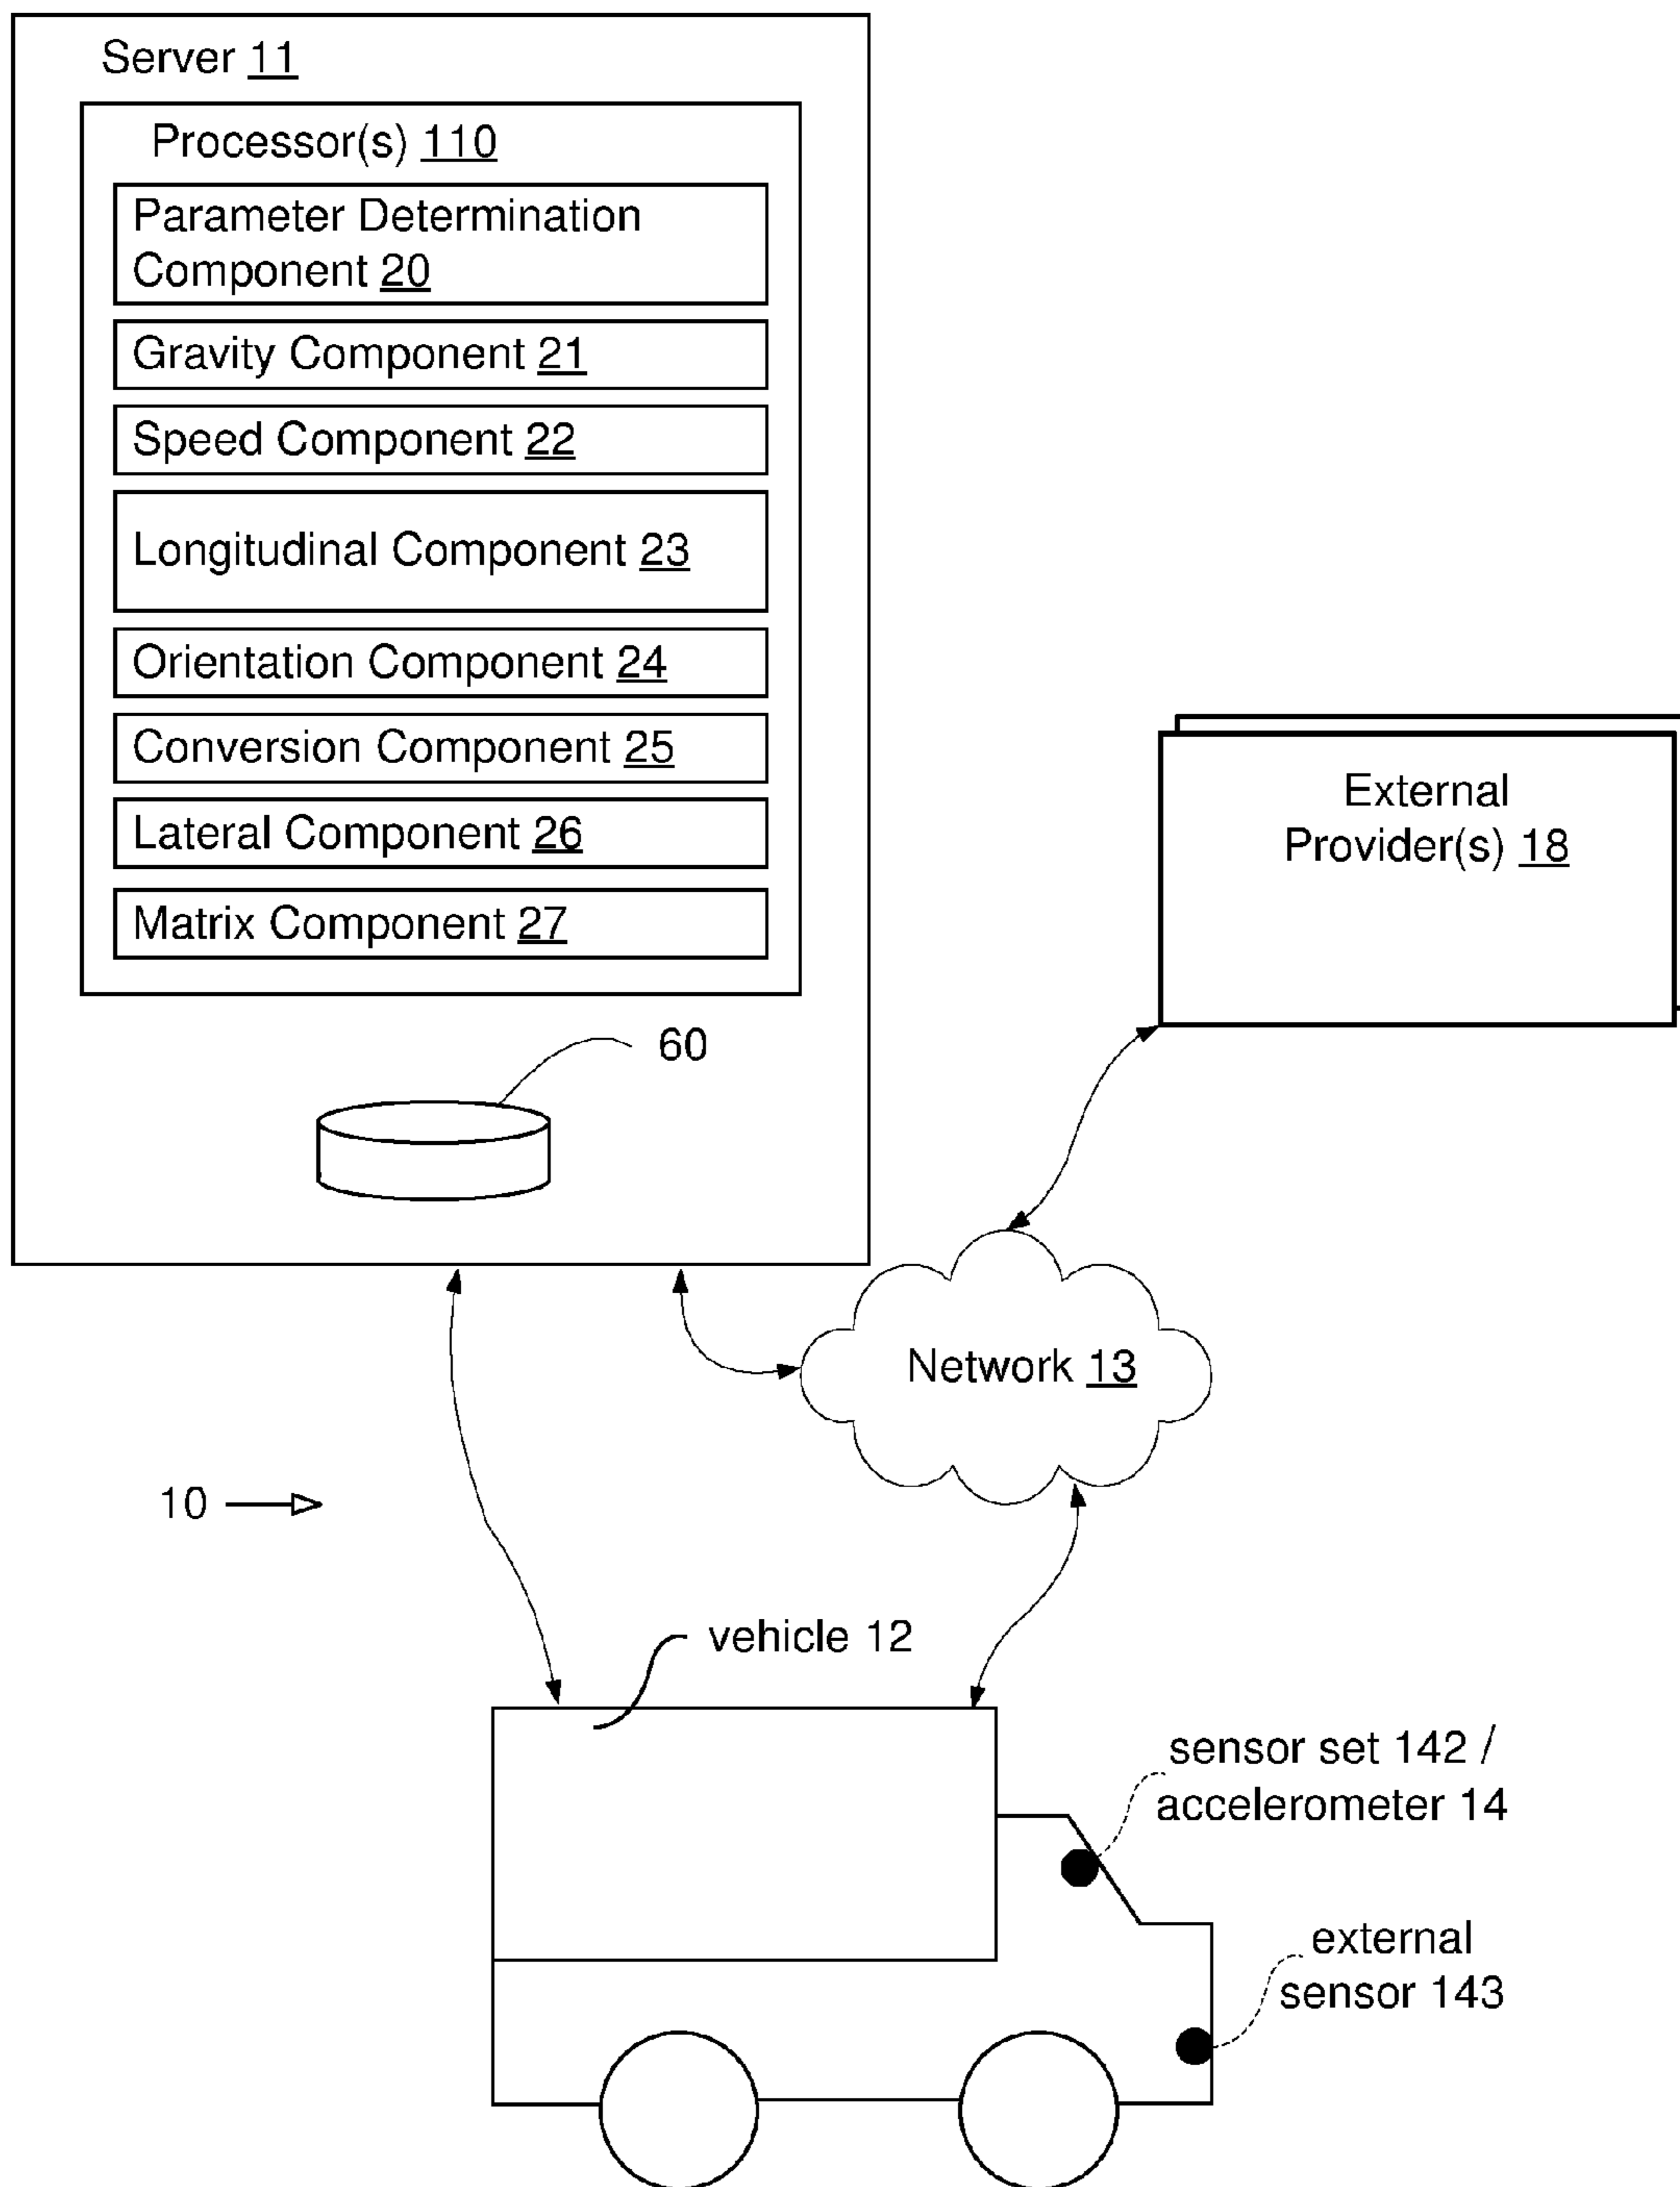 Server 11
Processor(s) 110
Parameter Determination
Component 20
Gravity Component 21
Speed Component 22
Longitudinal Component 23
Orientation Component 24
Conversion Component 25
Lateral Component 26
Matrix Component 27
60
External
Provider(s) 18
Network 13
10
vehicle 12
sensor set 142 /
accelerometer 14
external
sensor 143